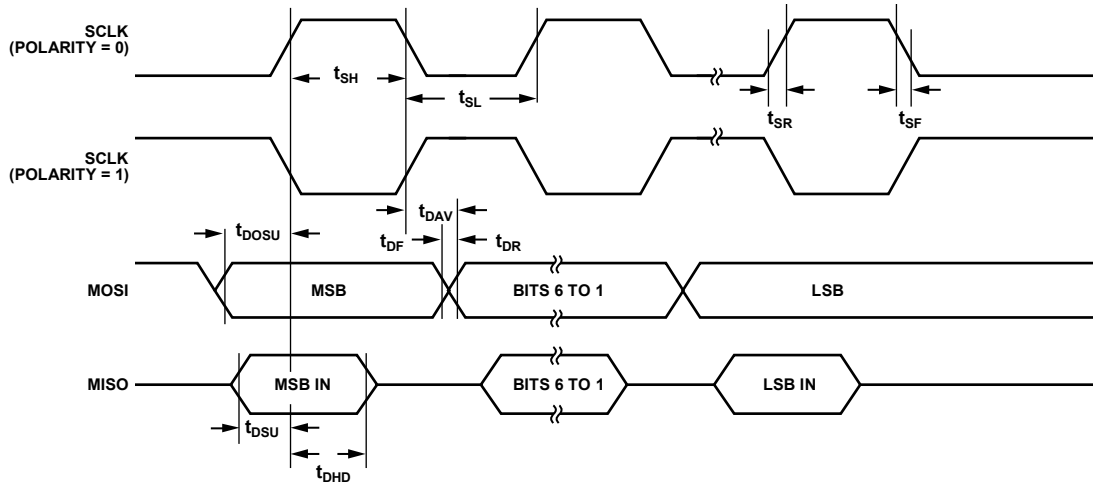 SCLK
(POLARITY = 0)
tSH
tSL
tSR
tSF
SCLK
(POLARITY = 1)
tDAV
tDOSU
tDF
tDR
MOSI
MSB
BITS 6 TO 1
LSB
MISO
MSB IN
BITS 6 TO 1
LSB IN
tDSU
tDHD